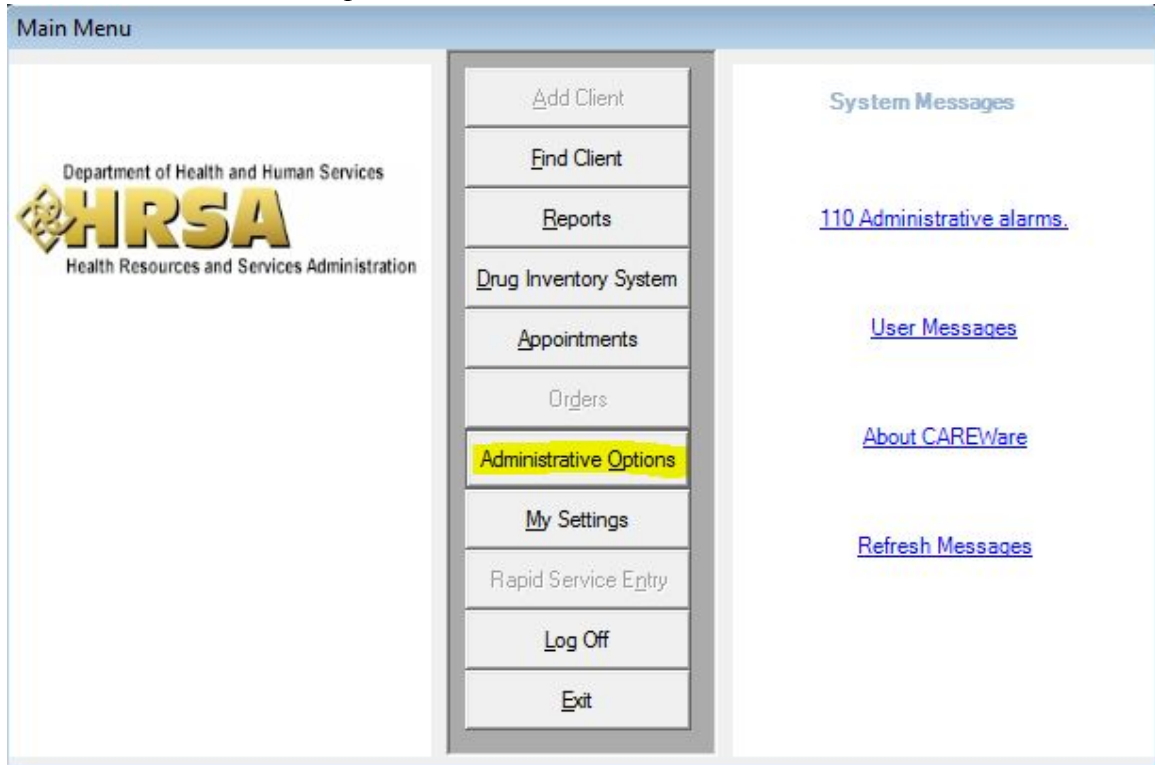 Main Menu
Department of Health and Human Services
HRSA
Health Resources and Services Administration
Add Client
Find Client
Reports
Drug Inventory System
Appointments
Orders
Administrative Options
My Settings
Rapid Service Entry
Log Off
Exit
System Messages
110 Administrative alarms.
User Messages
About CAREWare
Refresh Messages